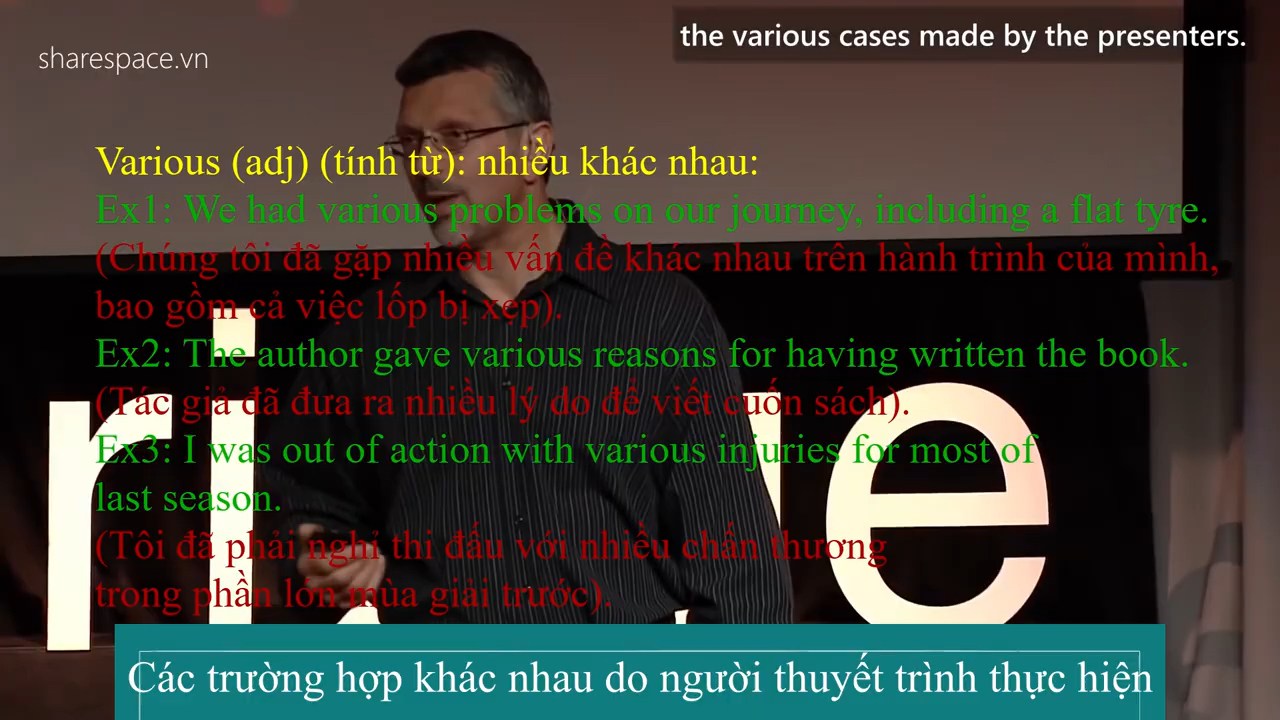 the various cases made by the presenters.
sharespace.vn
Various (adj) (tính từ): nhiều khác nhau:
Ex1: We had various problems on our journey, including a flat tyre.
(Chúng tôi đã gặp nhiều vấn đề khác nhau trên hành trình của mình,
bao gồm cả việc lốp bị xẹp).
Ex2: The author gave various reasons for having written the book.
(Tác giả đã đưa ra nhiều lý do để viết cuốn sách).
Ex3: I was out of action with various injuries for most of
last season.
(Tôi đã phải nghỉ thi đấu với nhiều chấn thương
trong phần lớn mùa giải trước).
Các trường hợp khác nhau do người thuyết trình thực hiện